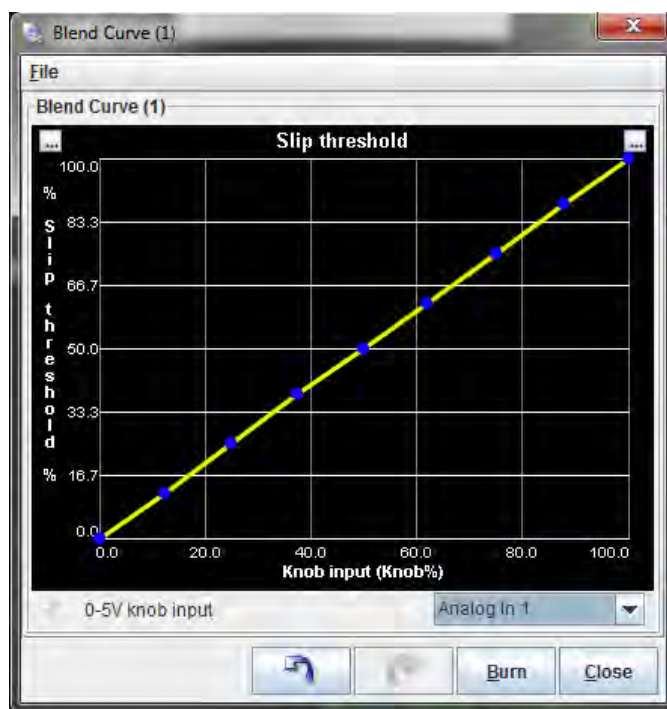 Blend Curve (1)
File
Blend Curve (1)
...
Slip threshold
...
100.0
% Slip threshold %
83.3
66.7
50.0
33.3
16.7
0.0
0.0 20.0 40.0 60.0 80.0 100.0
Knob input (Knob%)
0-5V knob input
Analog In 1
Burn
Close